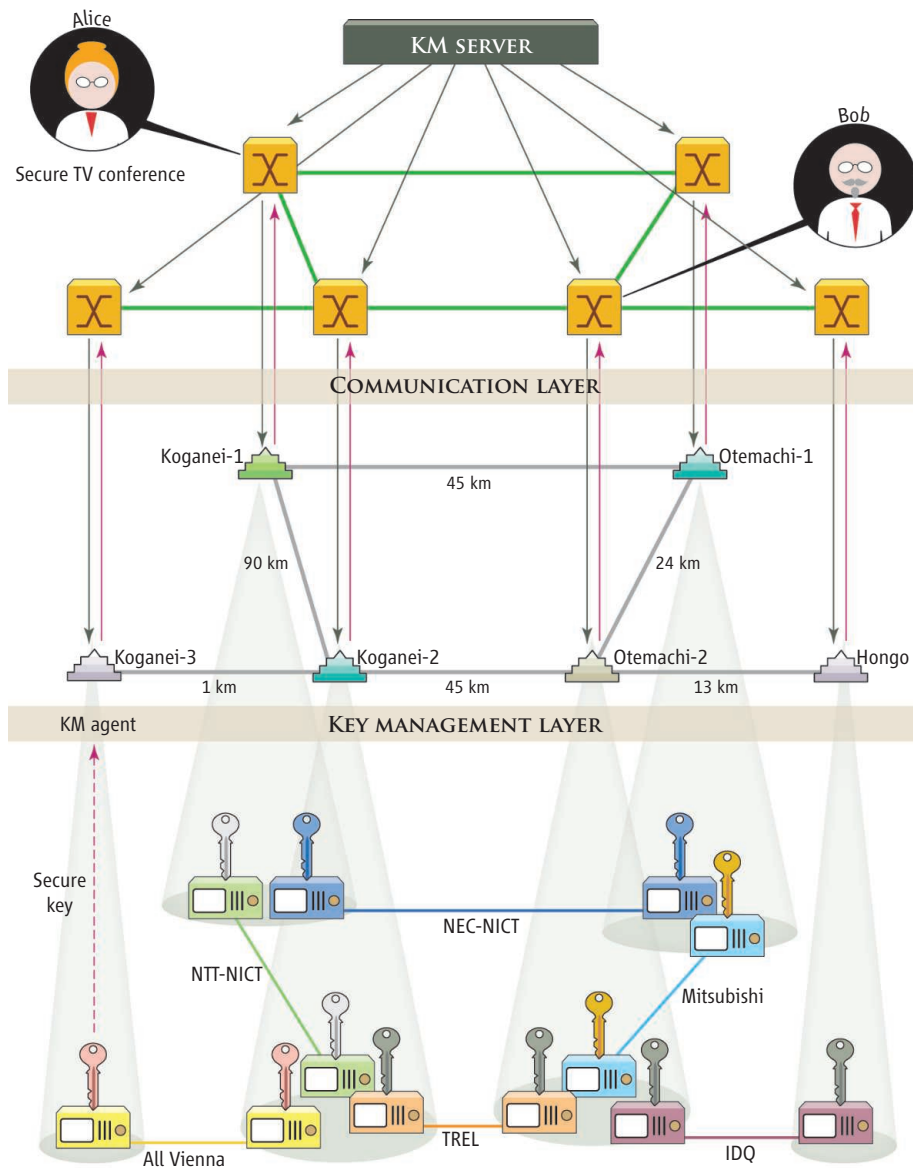 Alice
KM SERVER
Bob
Secure TV conference
COMMUNICATION LAYER
Koganei-1
Otemachi-1
45 km
90 km
24 km
Koganei-3
Koganei-2
Otemachi-2
Hongo
1 km
45 km
13 km
KM agent
KEY MANAGEMENT LAYER
Secure
key
NEC-NICT
NTT-NICT
Mitsubishi
All Vienna
TREL
IDQ